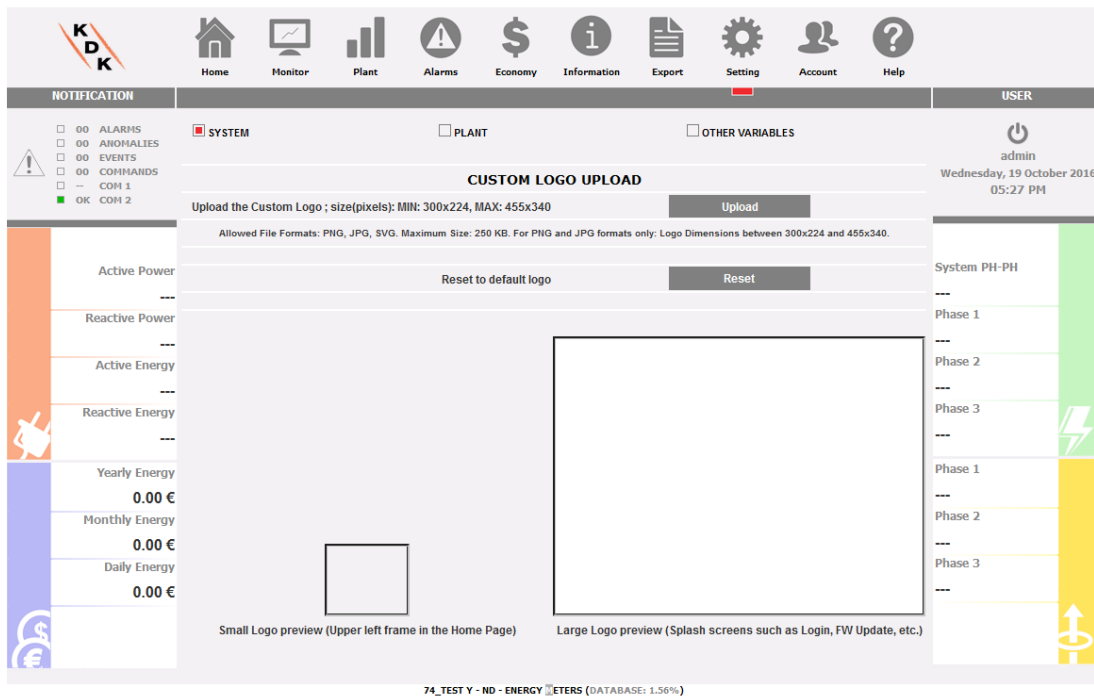 K
D
K
Home Monitor Plant Alarms Economy Information Export Setting Account Help
NOTIFICATION
USER
00 ALARMS
00 ANOMALIES
00 EVENTS
00 COMMANDS
-- COM 1
OK COM 2
SYSTEM PLANT OTHER VARIABLES
admin
Wednesday, 19 October 2016
05:27 PM
CUSTOM LOGO UPLOAD
Upload the Custom Logo ; size(pixels): MIN: 300x224, MAX: 455x340 Upload
Allowed File Formats: PNG, JPG, SVG. Maximum Size: 250 KB. For PNG and JPG formats only: Logo Dimensions between 300x224 and 455x340.
Reset to default logo Reset
Active Power
---
Reactive Power
---
Active Energy
---
Reactive Energy
---
Yearly Energy
0.00 €
Monthly Energy
0.00 €
Daily Energy
0.00 €
System PH-PH
---
Phase 1
---
Phase 2
---
Phase 3
---
Phase 1
---
Phase 2
---
Phase 3
---
Small Logo preview (Upper left frame in the Home Page)
Large Logo preview (Splash screens such as Login, FW Update, etc.)
74_TEST Y - ND - ENERGY METERS (DATABASE: 1.56%)